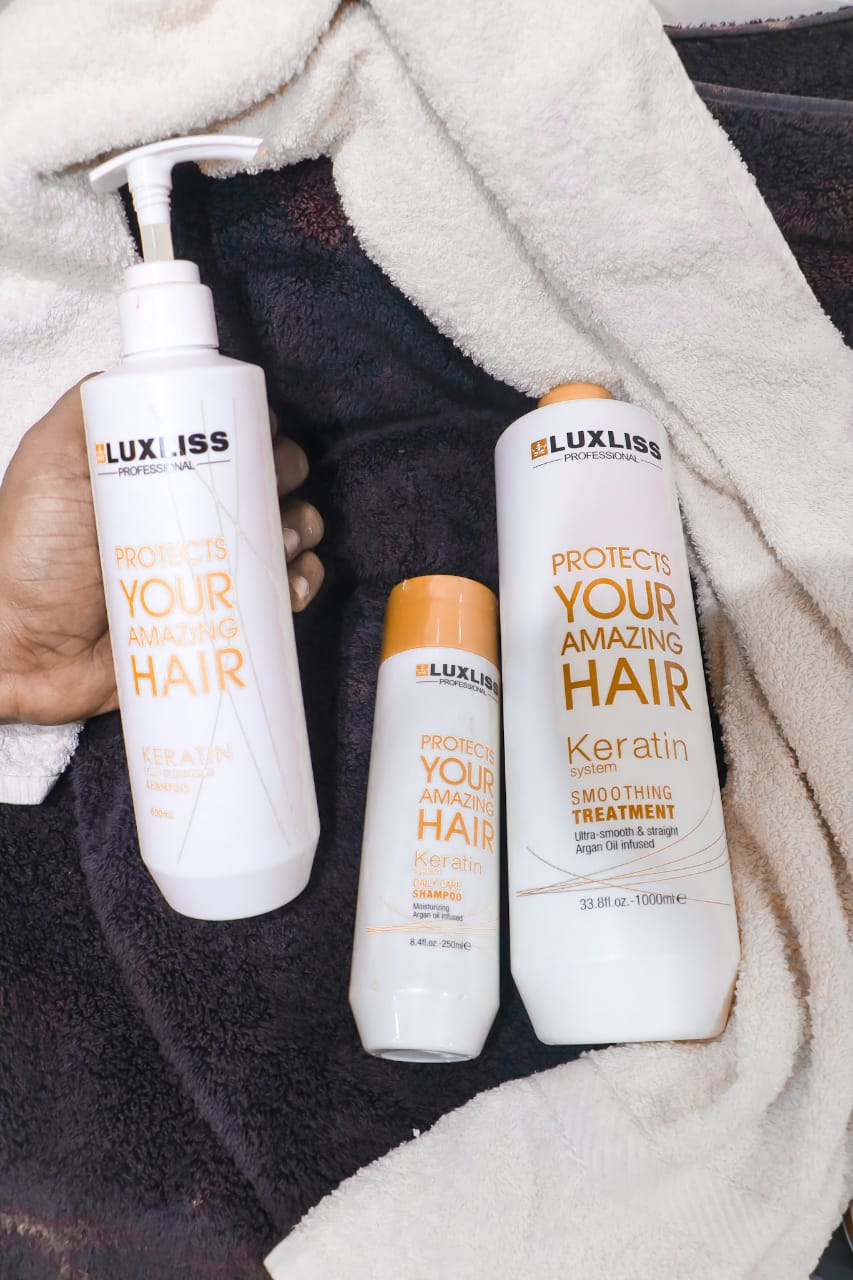 LUXLISS
PROFESSIONAL
PROTECTS
YOUR
AMAZING
HAIR
KERATIN
SHAMPOO
LUXLISS
PROFESSIONAL
PROTECTS
YOUR
AMAZING
HAIR
Keratin
system
DAILY CARE
SHAMPOO
Moisturizing
Argan oil infused
8.4fl.oz.-250ml℮
LUXLISS
PROFESSIONAL
PROTECTS
YOUR
AMAZING
HAIR
Keratin
system
SMOOTHING
TREATMENT
Ultra-smooth & straight
Argan Oil infused
33.8fl.oz.-1000ml℮